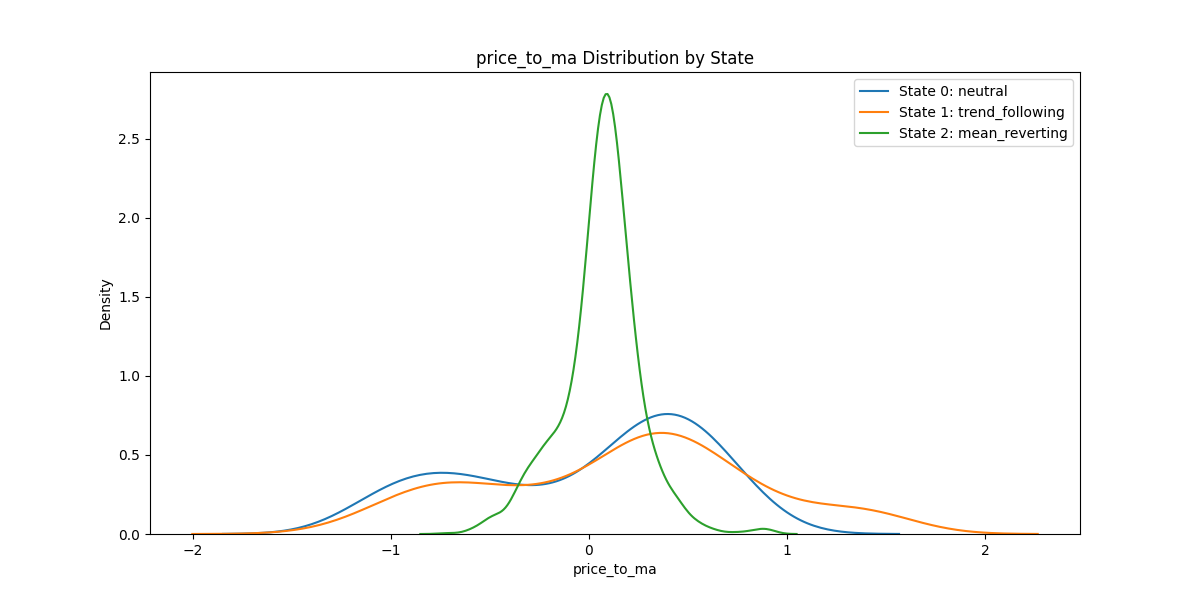 price_to_ma Distribution by State
State 0: neutral
State 1: trend_following
State 2: mean_reverting
Density
2.5
2.0
1.5
1.0
0.5
0.0
−2
−1
0
1
2
price_to_ma